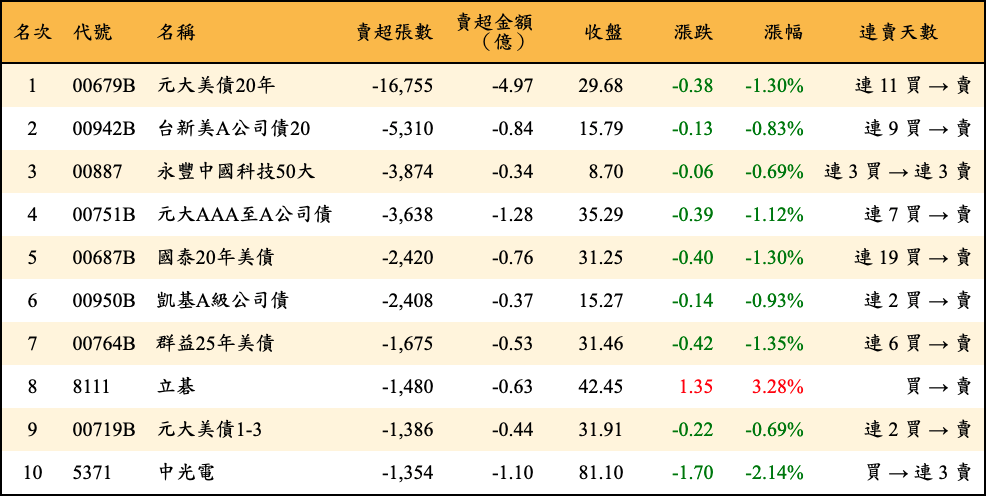 名次 代號 名稱 賣超張數 賣超金額（億） 收盤 漲跌 漲幅 連賣天數
1 00679B 元大美債20年 -16,755 -4.97 29.68 -0.38 -1.30% 連 11 買 → 賣
2 00942B 台新美A公司債20 -5,310 -0.84 15.79 -0.13 -0.83% 連 9 買 → 賣
3 00887 永豐中國科技50大 -3,874 -0.34 8.70 -0.06 -0.69% 連 3 買 → 連 3 賣
4 00751B 元大AAA至A公司債 -3,638 -1.28 35.29 -0.39 -1.12% 連 7 買 → 賣
5 00687B 國泰20年美債 -2,420 -0.76 31.25 -0.40 -1.30% 連 19 買 → 賣
6 00950B 凱基A級公司債 -2,408 -0.37 15.27 -0.14 -0.93% 連 2 買 → 賣
7 00764B 群益25年美債 -1,675 -0.53 31.46 -0.42 -1.35% 連 6 買 → 賣
8 8111 立碁 -1,480 -0.63 42.45 1.35 3.28% 買 → 賣
9 00719B 元大美債1-3 -1,386 -0.44 31.91 -0.22 -0.69% 連 2 買 → 賣
10 5371 中光電 -1,354 -1.10 81.10 -1.70 -2.14% 買 → 連 3 賣